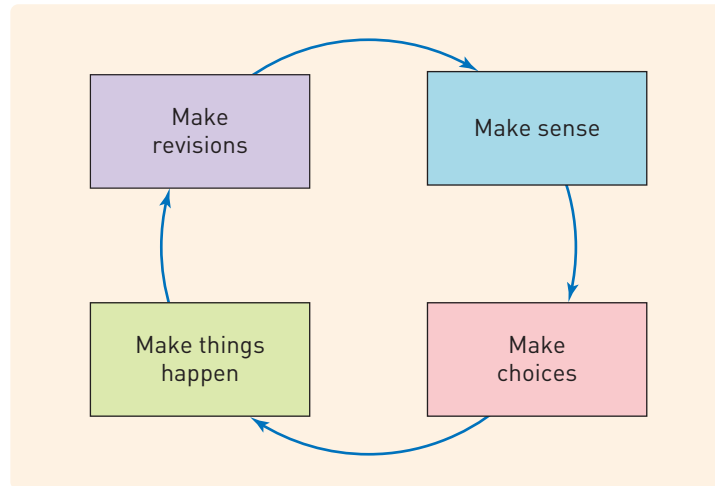 Make
revisions
Make sense
Make things
happen
Make
choices